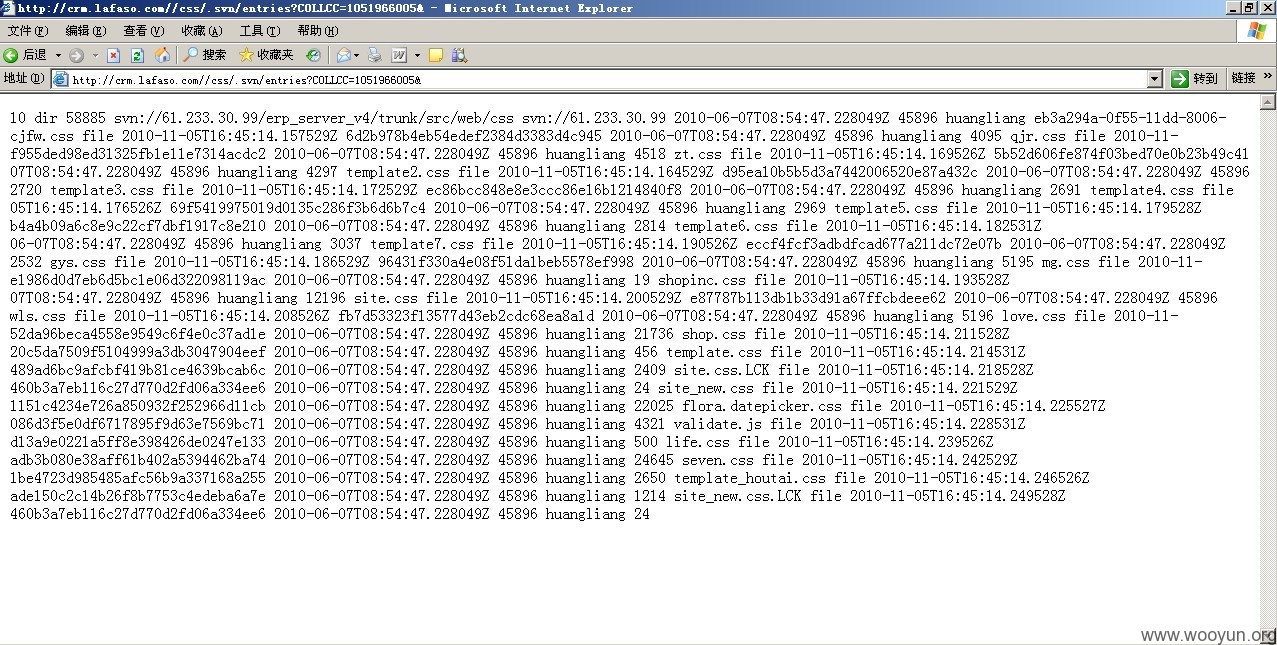 http://crm.lafaso.com//css/.svn/entries?COLLCC=1051966005& - Microsoft Internet Explorer
文件(F) 编辑(E) 查看(V) 收藏(A) 工具(T) 帮助(H)
后退 搜索 收藏夹
地址(D) http://crm.lafaso.com//css/.svn/entries?COLLCC=1051966005& 转到 链接 »
10 dir 58885 svn://61.233.30.99/erp_server_v4/trunk/src/web/css svn://61.233.30.99 2010-06-07T08:54:47.228049Z 45896 huangliang eb3a294a-0f55-11dd-8006-
cjfw.css file 2010-11-05T16:45:14.157529Z 6d2b978b4eb54edef2384d3383d4c945 2010-06-07T08:54:47.228049Z 45896 huangliang 4095 qjr.css file 2010-11-
f955ded98ed31325fb1e11e7314acdc2 2010-06-07T08:54:47.228049Z 45896 huangliang 4518 zt.css file 2010-11-05T16:45:14.169526Z 5b52d606fe874f03bed70e0b23b49c41
07T08:54:47.228049Z 45896 huangliang 4297 template2.css file 2010-11-05T16:45:14.164529Z d95ea10b5b5d3a7442006520e87a432c 2010-06-07T08:54:47.228049Z 45896
2720 template3.css file 2010-11-05T16:45:14.172529Z ec86bcc848e8e3ccc86e16b1214840f8 2010-06-07T08:54:47.228049Z 45896 huangliang 2691 template4.css file
05T16:45:14.176526Z 69f5419975019d0135c286f3b6d6b7c4 2010-06-07T08:54:47.228049Z 45896 huangliang 2969 template5.css file 2010-11-05T16:45:14.179528Z
b4a4b09a6c8e9c22cf7dbf1917c8e210 2010-06-07T08:54:47.228049Z 45896 huangliang 2814 template6.css file 2010-11-05T16:45:14.182531Z
06-07T08:54:47.228049Z 45896 huangliang 3037 template7.css file 2010-11-05T16:45:14.190526Z eccf4fcf3adbdfcad677a211dc72e07b 2010-06-07T08:54:47.228049Z
2532 gys.css file 2010-11-05T16:45:14.186529Z 96431f330a4e08f51da1beb5578ef998 2010-06-07T08:54:47.228049Z 45896 huangliang 5195 mg.css file 2010-11-
e1986d0d7eb6d5bc1e06d322098119ac 2010-06-07T08:54:47.228049Z 45896 huangliang 19 shopinc.css file 2010-11-05T16:45:14.193528Z
07T08:54:47.228049Z 45896 huangliang 12196 site.css file 2010-11-05T16:45:14.200529Z e87787b113db1b33d91a67ffcbdeee62 2010-06-07T08:54:47.228049Z 45896
wls.css file 2010-11-05T16:45:14.208526Z fb7d53323f13577d43eb2cdc68ea8a1d 2010-06-07T08:54:47.228049Z 45896 huangliang 5196 love.css file 2010-11-
52da96beca4558e9549c6f4e0c37ad1e 2010-06-07T08:54:47.228049Z 45896 huangliang 21736 shop.css file 2010-11-05T16:45:14.211528Z
20c5da7509f5104999a3db3047904eef 2010-06-07T08:54:47.228049Z 45896 huangliang 456 template.css file 2010-11-05T16:45:14.214531Z
489ad6bc9afcbf419b81ce4639bcab6c 2010-06-07T08:54:47.228049Z 45896 huangliang 2409 site.css.LCK file 2010-11-05T16:45:14.218528Z
460b3a7eb116c27d770d2fd06a334ee6 2010-06-07T08:54:47.228049Z 45896 huangliang 24 site_new.css file 2010-11-05T16:45:14.221529Z
1151c4234e726a850932f252966d11cb 2010-06-07T08:54:47.228049Z 45896 huangliang 22025 flora.datepicker.css file 2010-11-05T16:45:14.225527Z
086d3f5e0df6717895f9d6e7569bc71 2010-06-07T08:54:47.228049Z 45896 huangliang 4321 validate.js file 2010-11-05T16:45:14.228531Z
d13a9e0221a5ff8e398426de0247e133 2010-06-07T08:54:47.228049Z 45896 huangliang 500 life.css file 2010-11-05T16:45:14.239526Z
adb3b080e38aff61b402a5394462ba74 2010-06-07T08:54:47.228049Z 45896 huangliang 24645 seven.css file 2010-11-05T16:45:14.242529Z
1be4723d985485afc56b9a337168a255 2010-06-07T08:54:47.228049Z 45896 huangliang 2650 template_houtai.css file 2010-11-05T16:45:14.246526Z
ade150c2c14b26f8b7753c4edeba6a7e 2010-06-07T08:54:47.228049Z 45896 huangliang 1214 site_new.css.LCK file 2010-11-05T16:45:14.249528Z
460b3a7eb116c27d770d2fd06a334ee6 2010-06-07T08:54:47.228049Z 45896 huangliang 24
www.wooyun.org